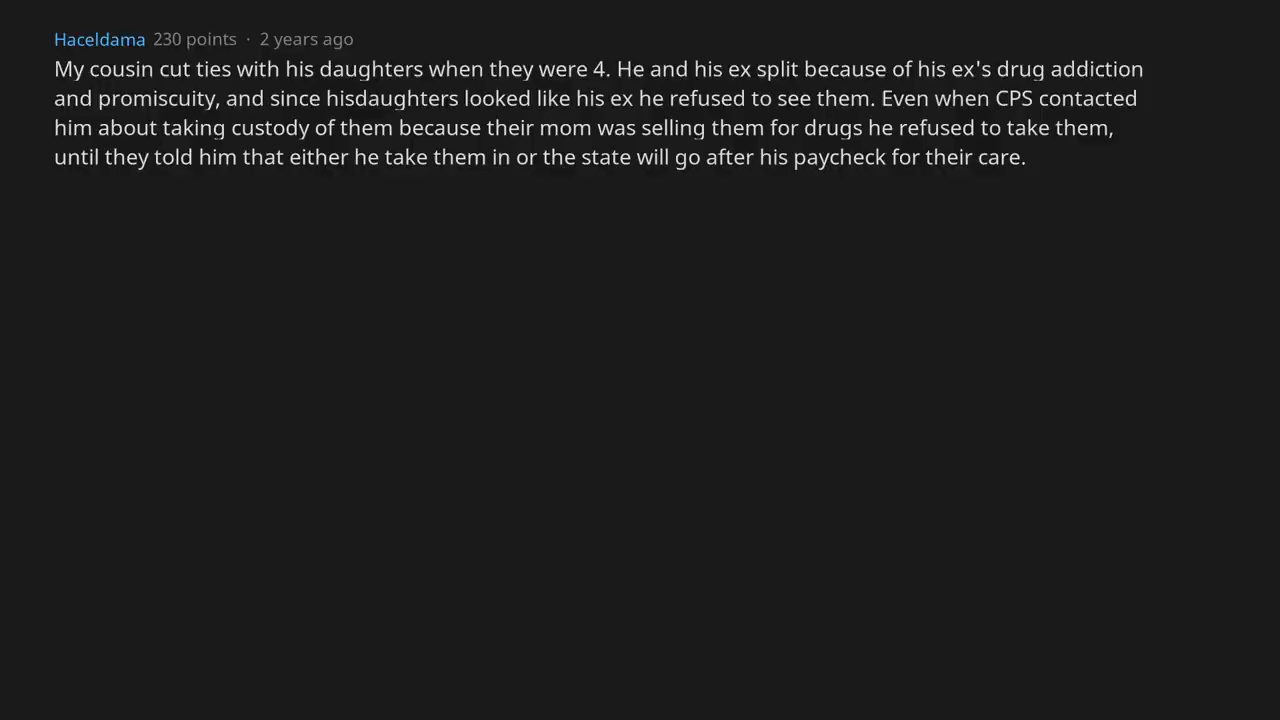 Haceldama 230 points · 2 years ago
My cousin cut ties with his daughters when they were 4. He and his ex split because of his ex's drug addiction
and promiscuity, and since hisdaughters looked like his ex he refused to see them. Even when CPS contacted
him about taking custody of them because their mom was selling them for drugs he refused to take them,
until they told him that either he take them in or the state will go after his paycheck for their care.